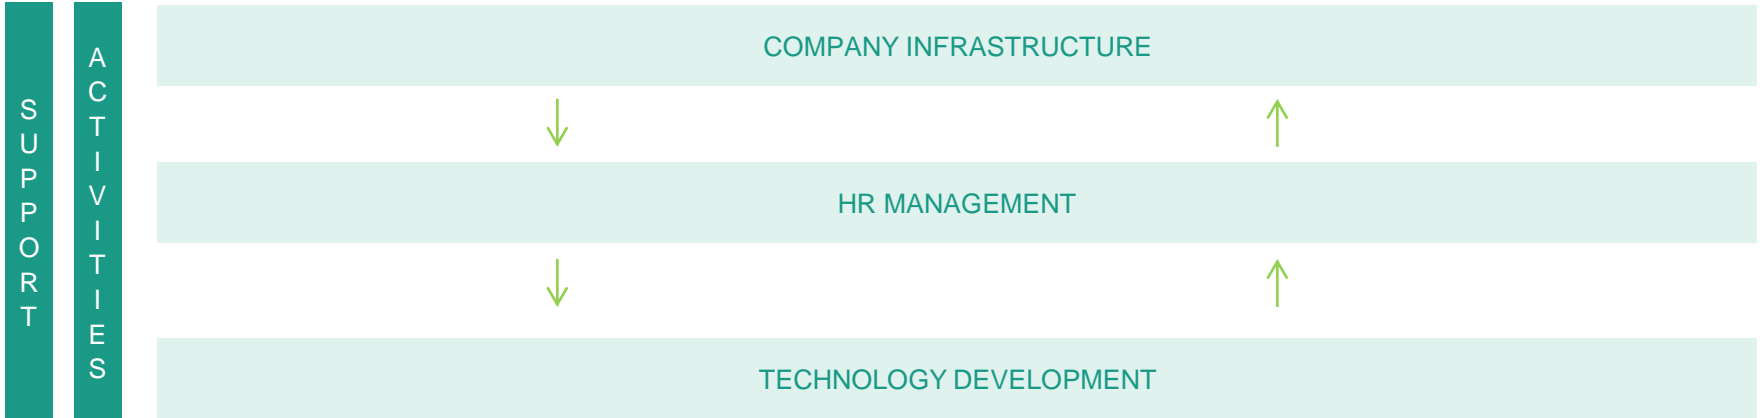 SUPPORT
ACTIVITIES
COMPANY INFRASTRUCTURE
HR MANAGEMENT
TECHNOLOGY DEVELOPMENT